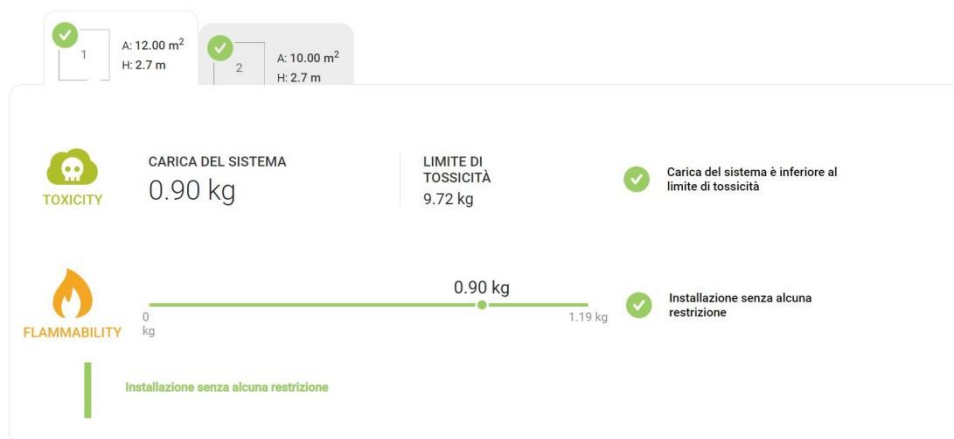 1
A: 12.00 m²
H: 2.7 m
2
A: 10.00 m²
H: 2.7 m
TOXICITY
CARICA DEL SISTEMA
0.90 kg
LIMITE DI
TOSSICITÀ
9.72 kg
Carica del sistema è inferiore al
limite di tossicità
FLAMMABILITY
0.90 kg
0
kg
1.19 kg
Installazione senza alcuna
restrizione
Installazione senza alcuna restrizione